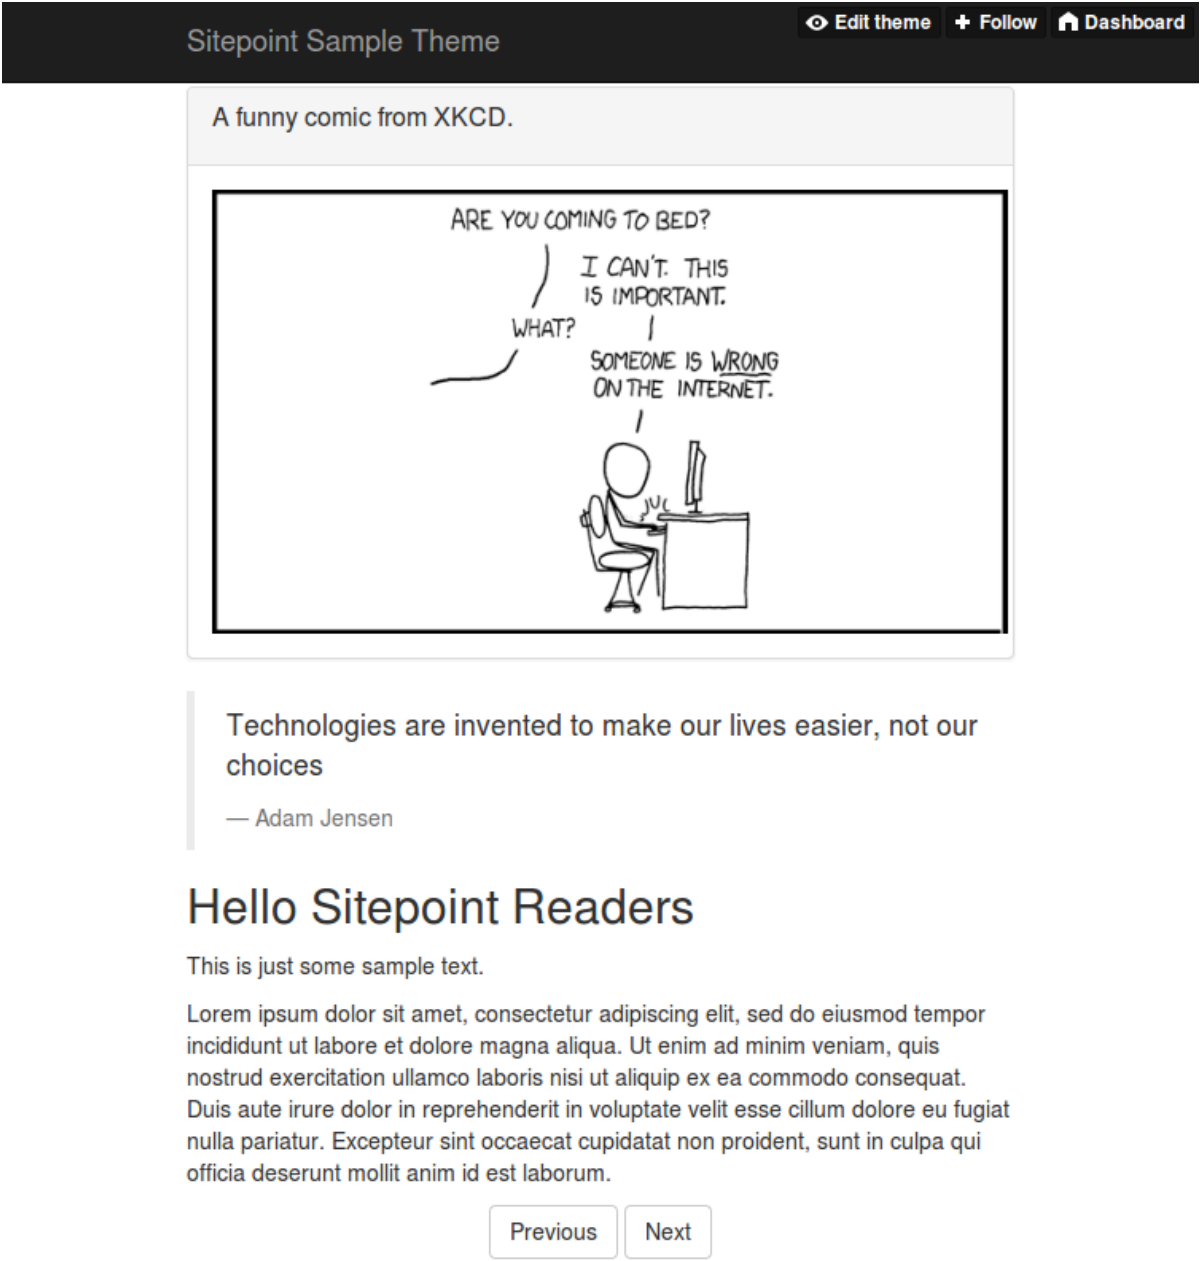 Sitepoint Sample Theme
Edit theme
Follow
Dashboard
A funny comic from XKCD.
ARE YOU COMING TO BED?
I CAN'T. THIS
IS IMPORTANT.
WHAT?
SOMEONE IS WRONG
ON THE INTERNET.
Technologies are invented to make our lives easier, not our
choices
— Adam Jensen
Hello Sitepoint Readers
This is just some sample text.
Lorem ipsum dolor sit amet, consectetur adipiscing elit, sed do eiusmod tempor
incididunt ut labore et dolore magna aliqua. Ut enim ad minim veniam, quis
nostrud exercitation ullamco laboris nisi ut aliquip ex ea commodo consequat.
Duis aute irure dolor in reprehenderit in voluptate velit esse cillum dolore eu fugiat
nulla pariatur. Excepteur sint occaecat cupidatat non proident, sunt in culpa qui
officia deserunt mollit anim id est laborum.
Previous
Next